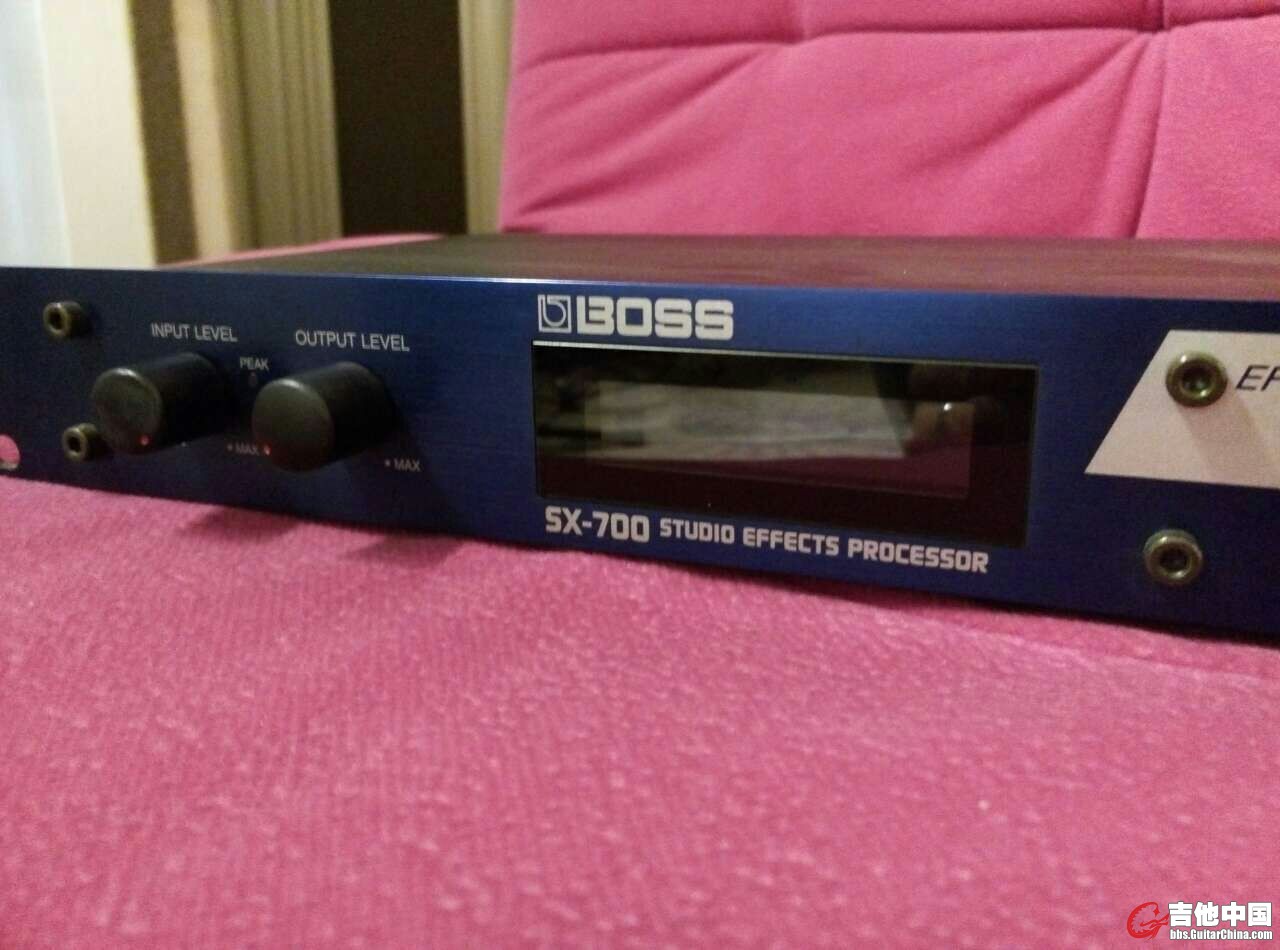 BOSS
INPUT LEVEL
OUTPUT LEVEL
PEAK
MAX
MAX
SX-700 STUDIO EFFECTS PROCESSOR
吉他中国
bbs.GuitarChina.com